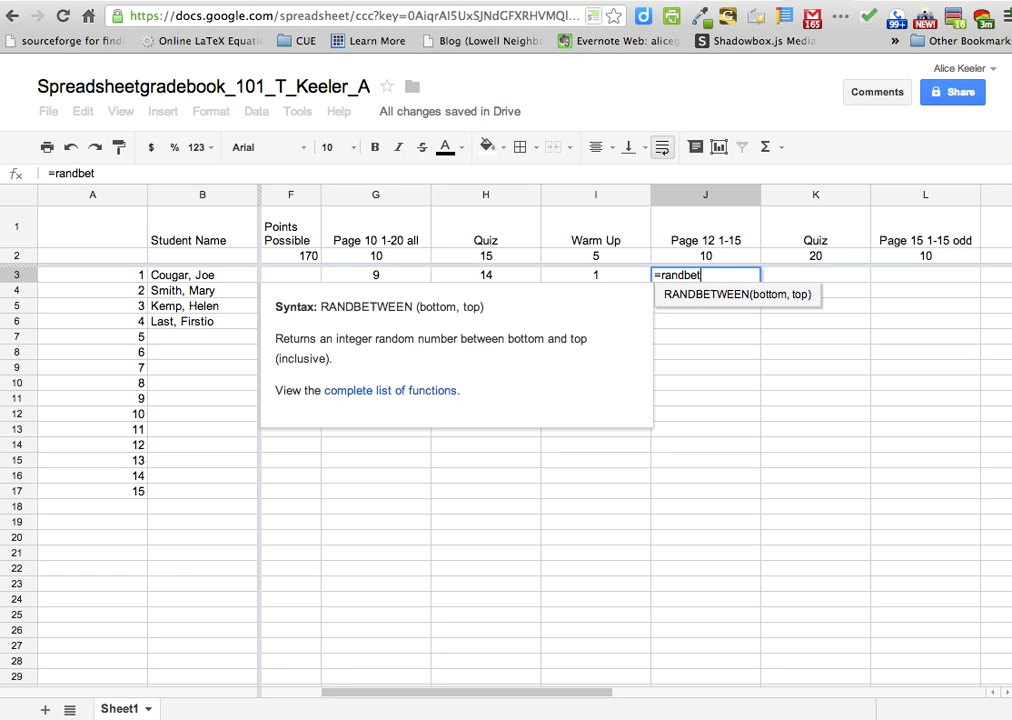 https://docs.google.com/spreadsheet/ccc?key=0AiqrAl5UxSJNdGFXRHVMQl...
165 99+ NEW! 16 3m
sourceforge for findi Online LaTeX Equati CUE Learn More Blog (Lowell Neighb Evernote Web: aliceg Shadowbox.js Media » Other Bookmark
Alice Keeler
Spreadsheetgradebook_101_T_Keeler_A
Comments Share
File Edit View Insert Format Data Tools Help All changes saved in Drive
$ % 123 Arial 10 B I S A Σ
fx =randbet
A B F G H I J K L
1 Student Name Points Possible Page 10 1-20 all Quiz Warm Up Page 12 1-15 Quiz Page 15 1-15 odd
2 170 10 15 5 10 20 10
3 1 Cougar, Joe 9 14 1 =randbet
4 2 Smith, Mary RANDBETWEEN(bottom, top)
5 3 Kemp, Helen Syntax: RANDBETWEEN (bottom, top)
6 4 Last, Firstio
7 5 Returns an integer random number between bottom and top
8 6 (inclusive).
9 7
10 8 View the complete list of functions.
11 9
12 10
13 11
14 12
15 13
16 14
17 15
18
19
20
21
22
23
24
25
26
27
28
29
+ Sheet1